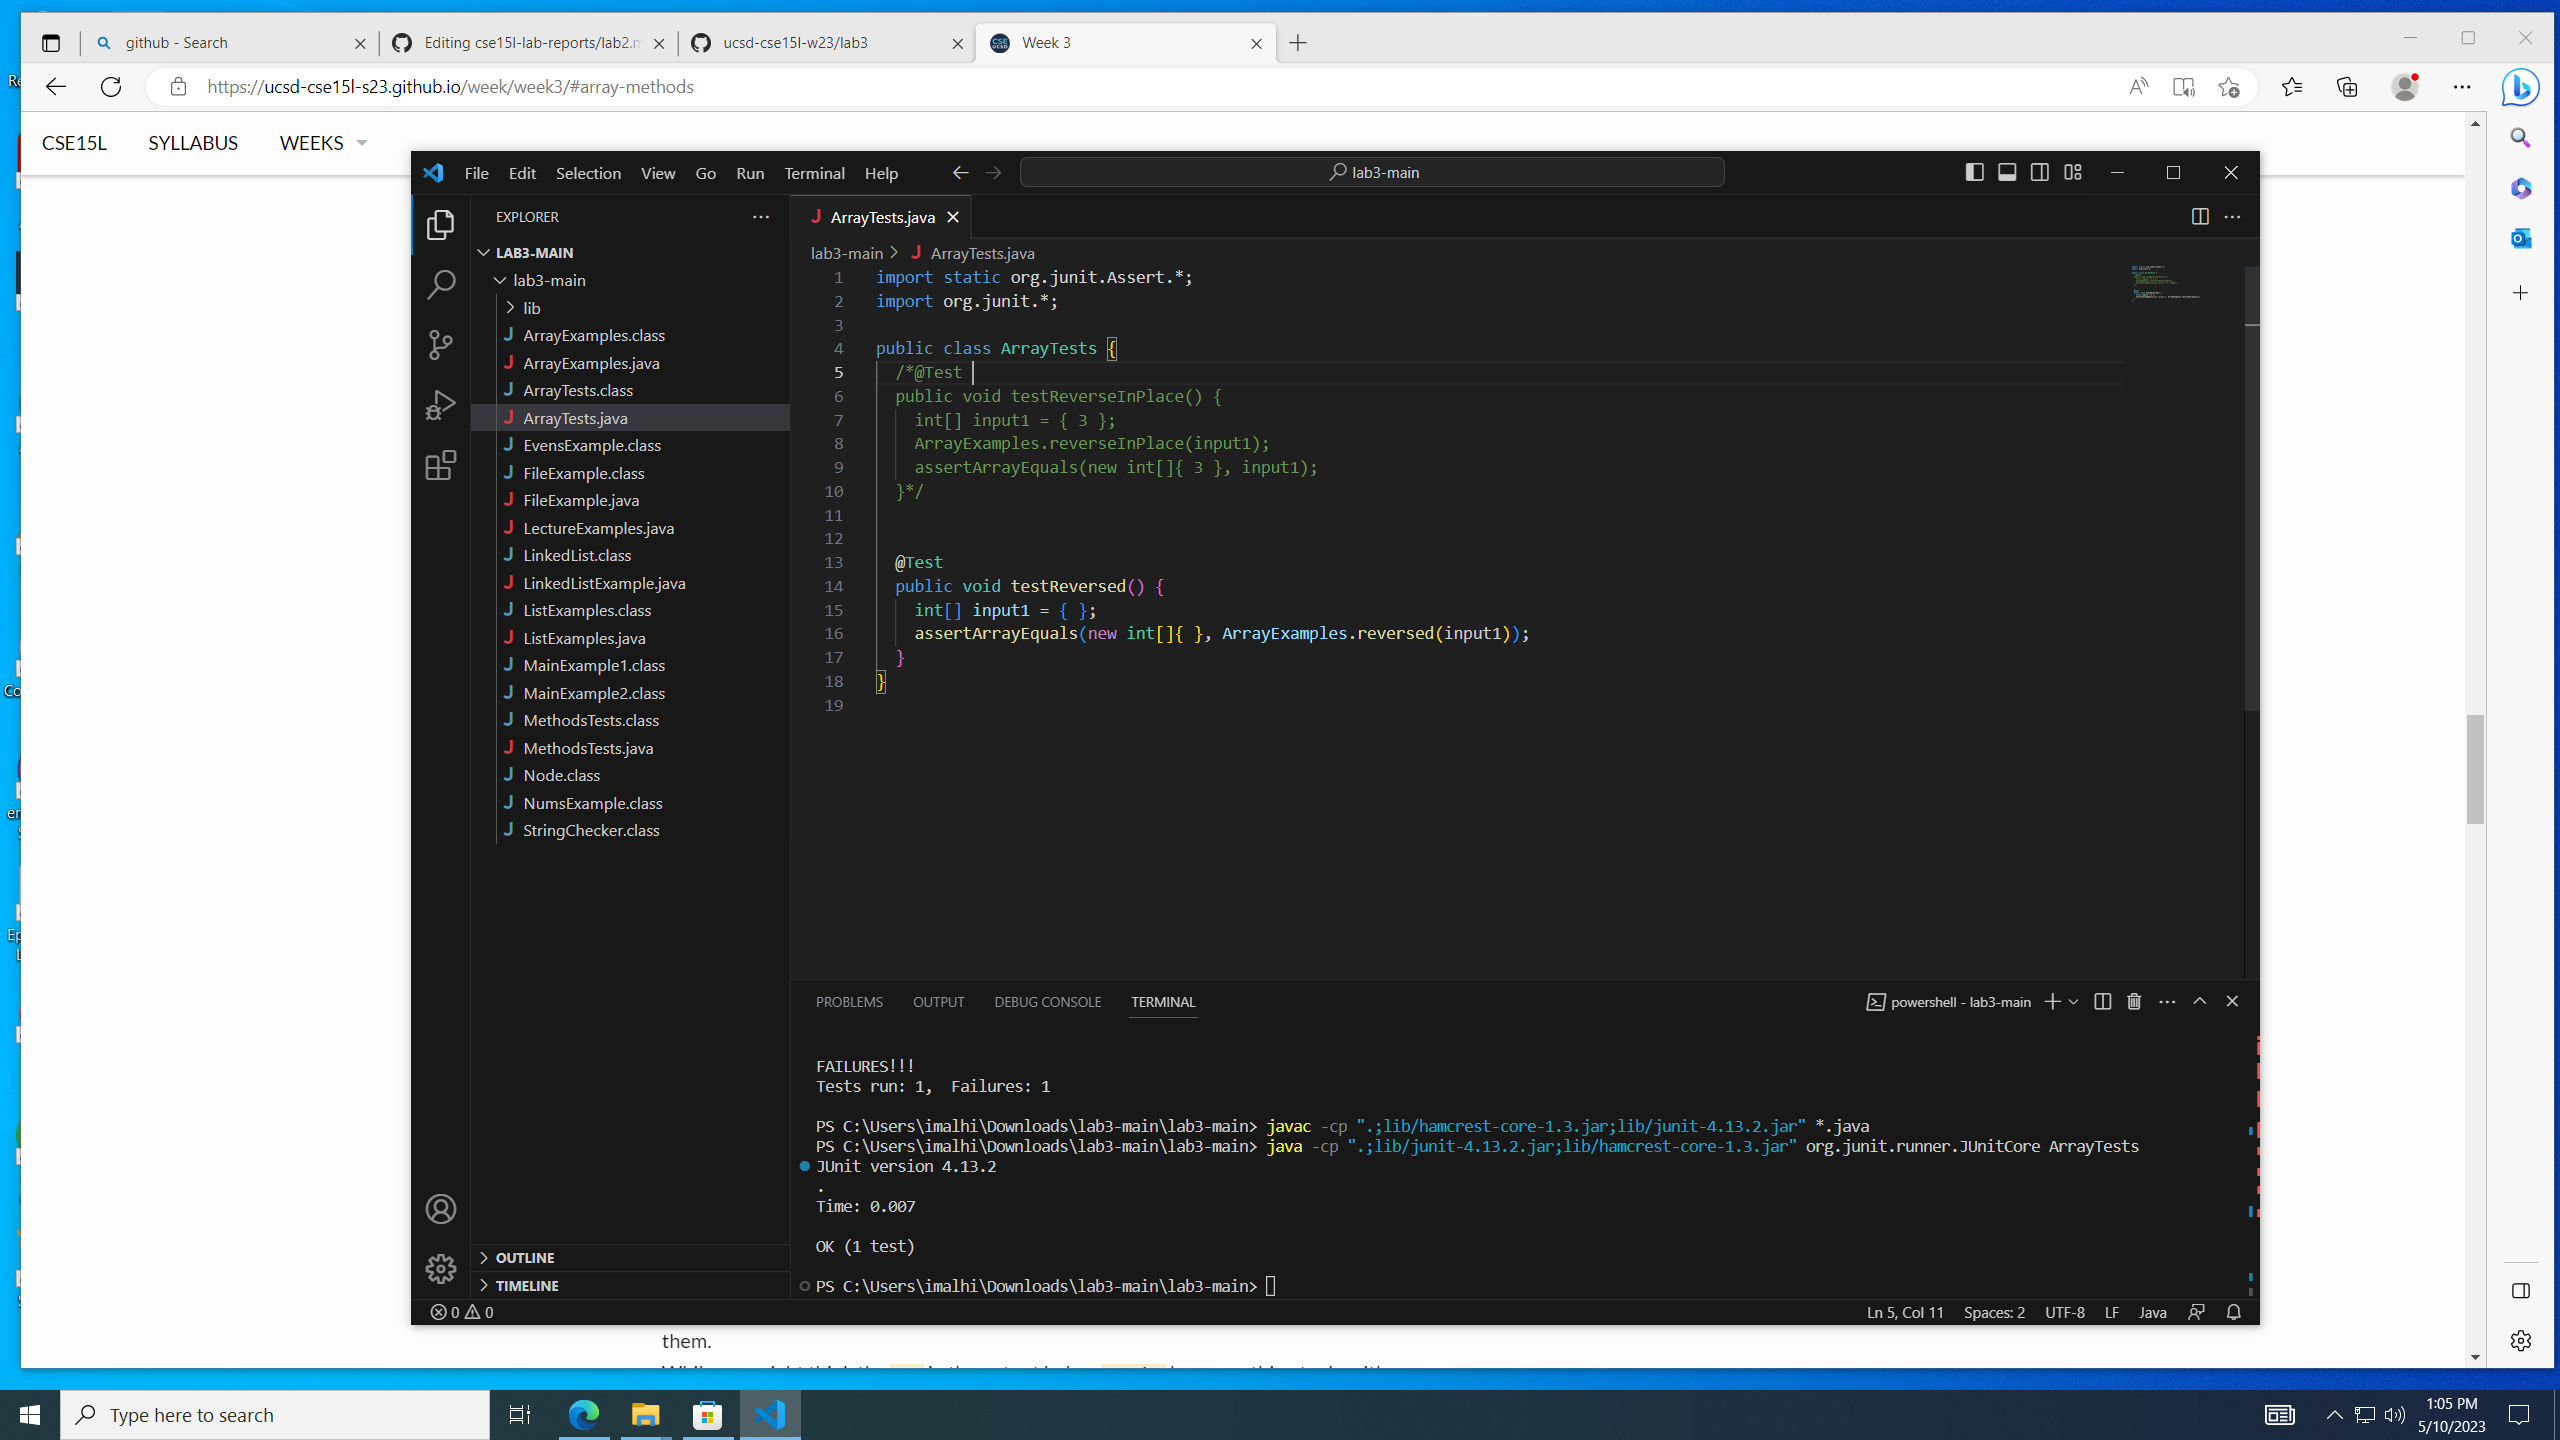 github - Search
Editing cse15l-lab-reports/lab2.m
ucsd-cse15l-w23/lab3
Week 3
https://ucsd-cse15l-s23.github.io/week/week3/#array-methods
CSE15L SYLLABUS WEEKS
File Edit Selection View Go Run Terminal Help
lab3-main
EXPLORER
LAB3-MAIN
lab3-main
lib
ArrayExamples.class
ArrayExamples.java
ArrayTests.class
ArrayTests.java
EvensExample.class
FileExample.class
FileExample.java
LectureExamples.java
LinkedList.class
LinkedListExample.java
ListExamples.class
ListExamples.java
MainExample1.class
MainExample2.class
MethodsTests.class
MethodsTests.java
Node.class
NumsExample.class
StringChecker.class
OUTLINE
TIMELINE
ArrayTests.java
lab3-main > ArrayTests.java
1 import static org.junit.Assert.*;
2 import org.junit.*;
3
4 public class ArrayTests {
5 /*@Test
6 public void testReverseInPlace() {
7 int[] input1 = { 3 };
8 ArrayExamples.reverseInPlace(input1);
9 assertArrayEquals(new int[]{ 3 }, input1);
10 }*/
11
12
13 @Test
14 public void testReversed() {
15 int[] input1 = { };
16 assertArrayEquals(new int[]{ }, ArrayExamples.reversed(input1));
17 }
18 }
19
PROBLEMS OUTPUT DEBUG CONSOLE TERMINAL
powershell - lab3-main
FAILURES!!!
Tests run: 1,  Failures: 1
PS C:\Users\imalhi\Downloads\lab3-main\lab3-main> javac -cp ".;lib/hamcrest-core-1.3.jar;lib/junit-4.13.2.jar" *.java
PS C:\Users\imalhi\Downloads\lab3-main\lab3-main> java -cp ".;lib/junit-4.13.2.jar;lib/hamcrest-core-1.3.jar" org.junit.runner.JUnitCore ArrayTests
JUnit version 4.13.2
.
Time: 0.007
OK (1 test)
PS C:\Users\imalhi\Downloads\lab3-main\lab3-main>
0 0
Ln 5, Col 11 Spaces: 2 UTF-8 LF Java
them.
Type here to search
1:05 PM
5/10/2023